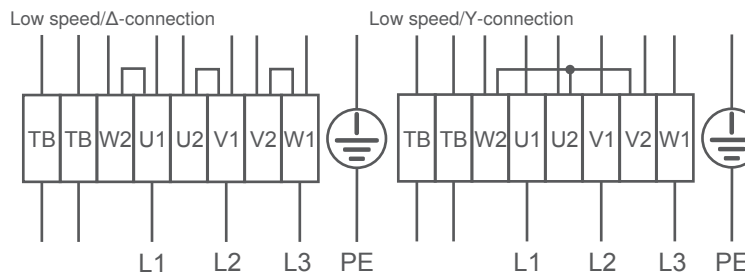 Low speed/Δ-connection
Low speed/Y-connection
TB TB W2 U1 U2 V1 V2 W1
TB TB W2 U1 U2 V1 V2 W1
L1 L2 L3 PE
L1 L2 L3 PE